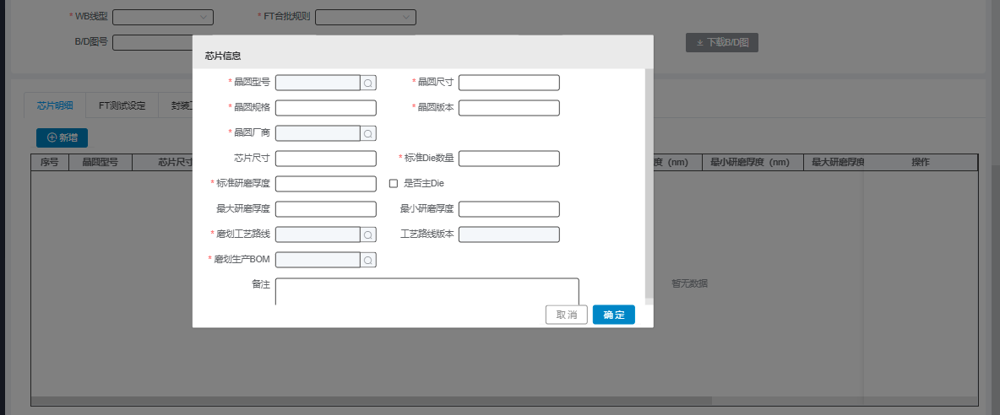 * WB线型 * FT合批规则
B/D图号 下载B/D图
芯片信息
* 晶圆型号 * 晶圆尺寸
* 晶圆规格 * 晶圆版本
* 晶圆厂商
芯片尺寸 * 标准Die数量
* 标准研磨厚度 是否主Die
最大研磨厚度 最小研磨厚度
* 磨划工艺路线 工艺路线版本
* 磨划生产BOM
备注
取消 确定
芯片明细 FT测试设定 封装工
新增
序号 晶圆型号 芯片尺寸 度（nm） 最小研磨厚度（nm） 最大研磨厚度 操作
暂无数据